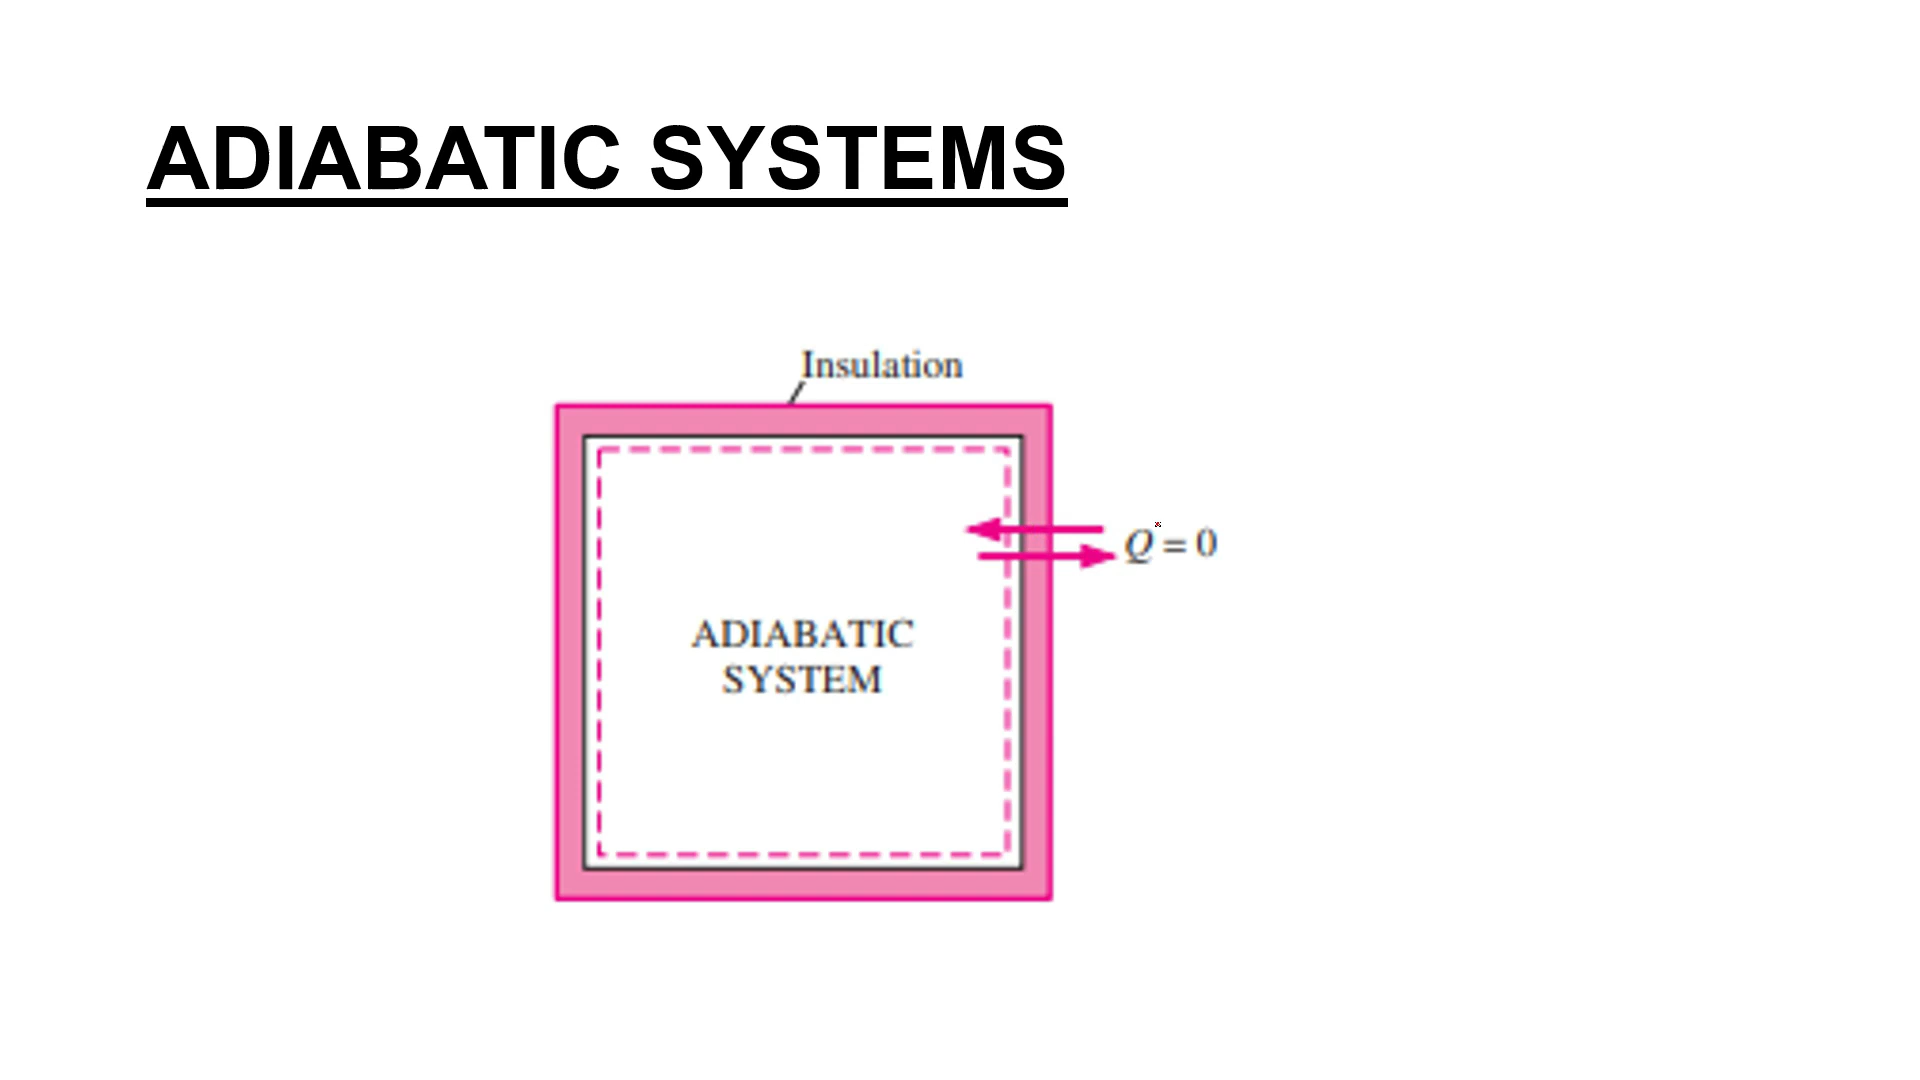 ADIABATIC SYSTEMS
Insulation
Q = 0
ADIABATIC
SYSTEM